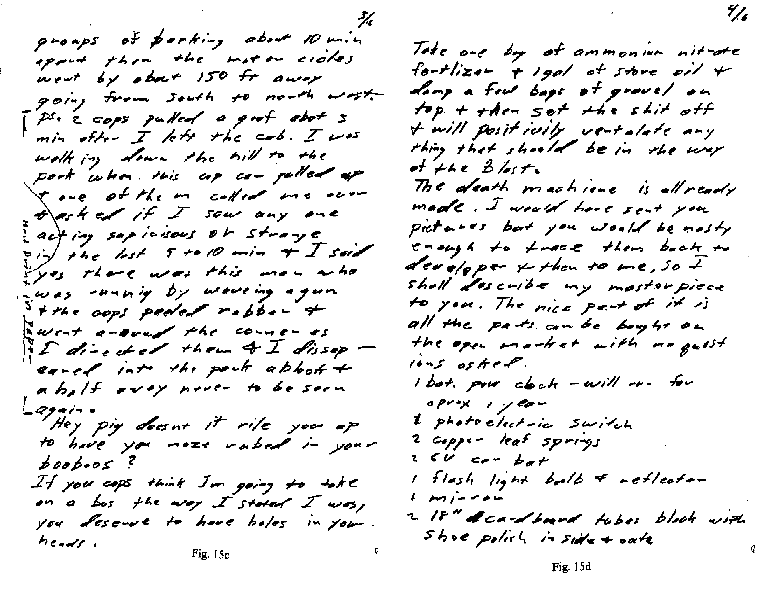 3/6
groups of parking about 10 min
apart then the motor cicles
went by about 150 ft away
going from south to north west.
ps. 2 cops pulled a goof abot 3
min after I left the cab. I was
walking down the hill to the
park when this cop car pulled up
+ one of them called me over
+ asked if I saw any one
acting supicisous or strange
in the last 5 to 10 min + I said
yes there was this man who
was runnig by waveing a gun
+ the cops peeled rubber +
went around the corner as
I directed them + I dissap-
eared into the park a block +
a half away never to be seen
again.
Must Print in Paper
Hey pig doesnt it rile you up
to have you noze rubed in your
booboos ?
If you cops think Im going to take
on a bus the way I stated I was,
you deserve to have holes in your
heads.
Fig. 15c
4/6
Take one bag of ammonium nitrate
fertlizer + 1 gal of stove oil +
dump a few bags of gravel on
top + then set the shit off
+ will positivily ventalate any
thing that should be in the way
of the Blast.
The death machiene is allready
made. I would have sent you
pictures but you would be nasty
enough to trace them back to
developer + then to me, so I
shall describe my masterpiece
to you. The nice part of it is
all the parts can be bought on
the open market with no quest
ions asked.
1 bat. pow clock - will run for
aprox 1 year
1 photoelectric switch
2 copper leaf springs
2 6V car bat
1 flash light bulb + reflector
1 mirror
2 18" cardboard tubes black with
shoe polish in side + oute
Fig. 15d